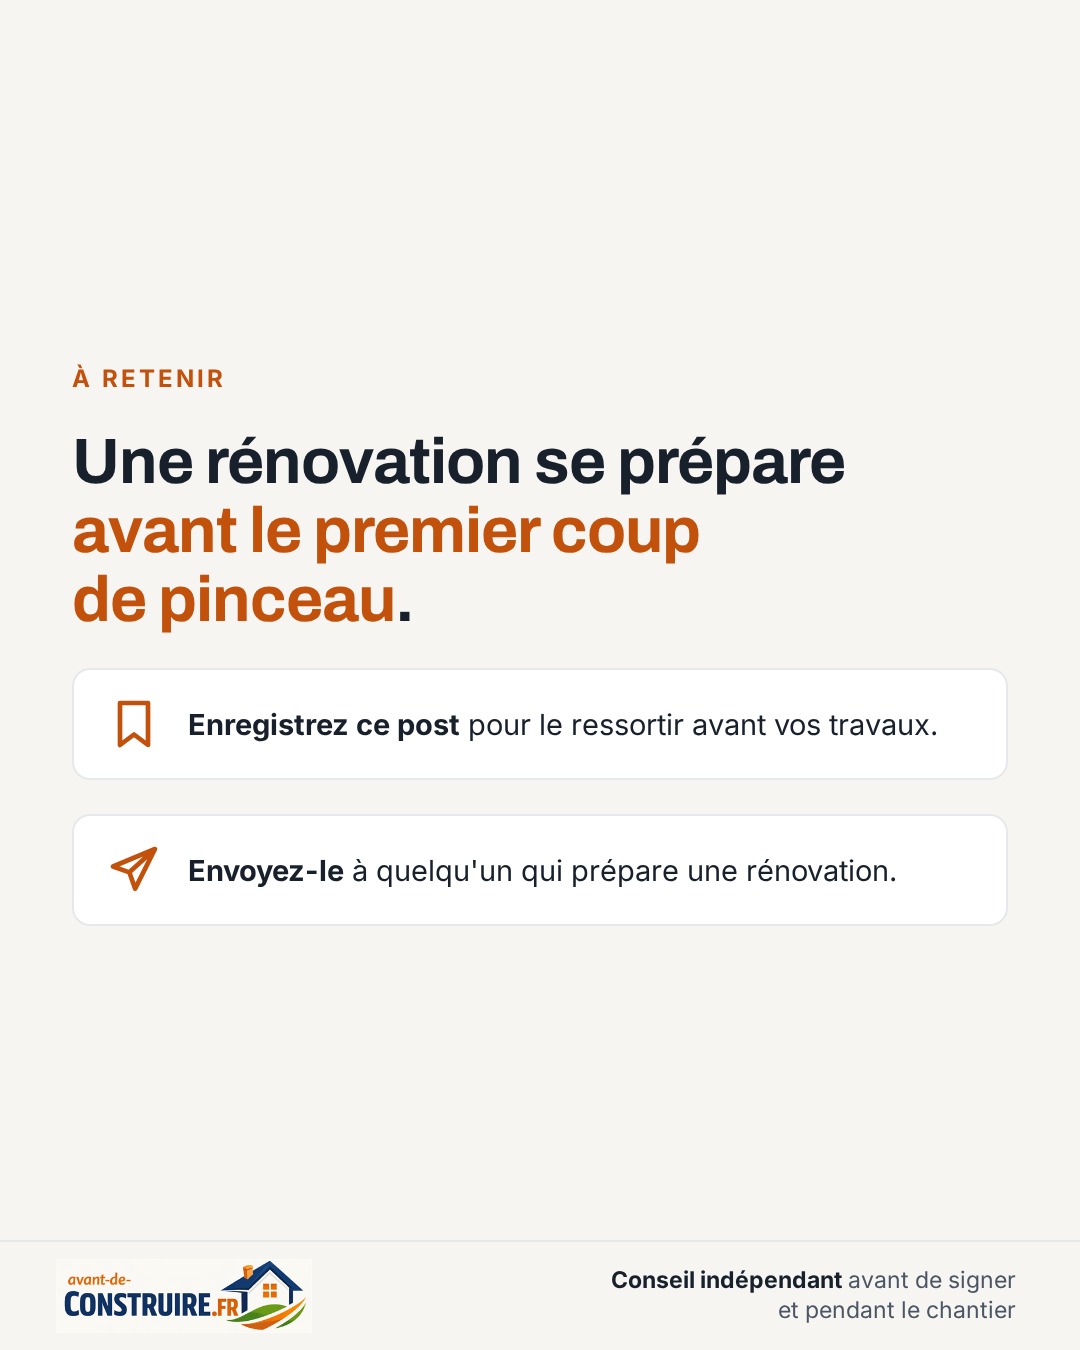 À RETENIR
Une rénovation se prépare
avant le premier coup
de pinceau.
Enregistrez ce post pour le ressortir avant vos travaux.
Envoyez-le à quelqu'un qui prépare une rénovation.
avant-de-
CONSTRUIRE.FR
Conseil indépendant avant de signer
et pendant le chantier